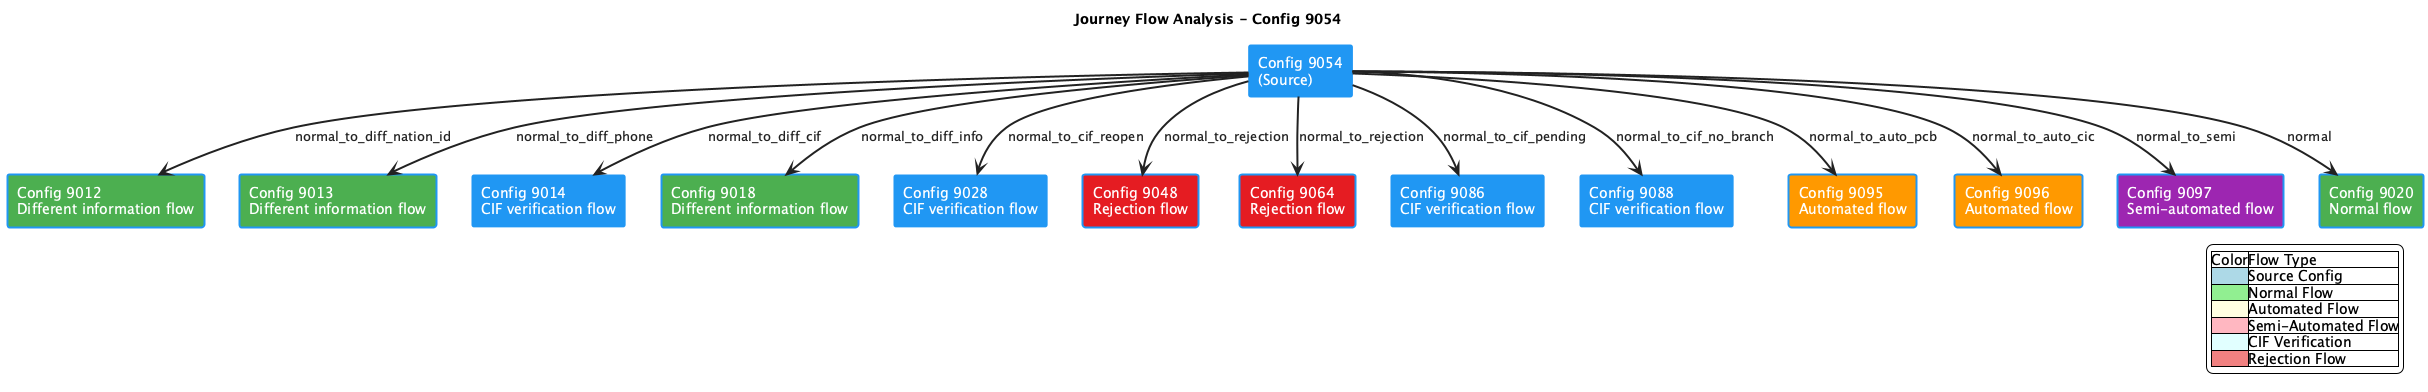 Journey Flow Analysis - Config 9054
Config 9054
(Source)
normal_to_diff_nation_id
normal_to_diff_phone
normal_to_diff_cif
normal_to_diff_info
normal_to_cif_reopen
normal_to_rejection
normal_to_rejection
normal_to_cif_pending
normal_to_cif_no_branch
normal_to_auto_pcb
normal_to_auto_cic
normal_to_semi
normal
Config 9012
Different information flow
Config 9013
Different information flow
Config 9014
CIF verification flow
Config 9018
Different information flow
Config 9028
CIF verification flow
Config 9048
Rejection flow
Config 9064
Rejection flow
Config 9086
CIF verification flow
Config 9088
CIF verification flow
Config 9095
Automated flow
Config 9096
Automated flow
Config 9097
Semi-automated flow
Config 9020
Normal flow
Color Flow Type
Source Config
Normal Flow
Automated Flow
Semi-Automated Flow
CIF Verification
Rejection Flow